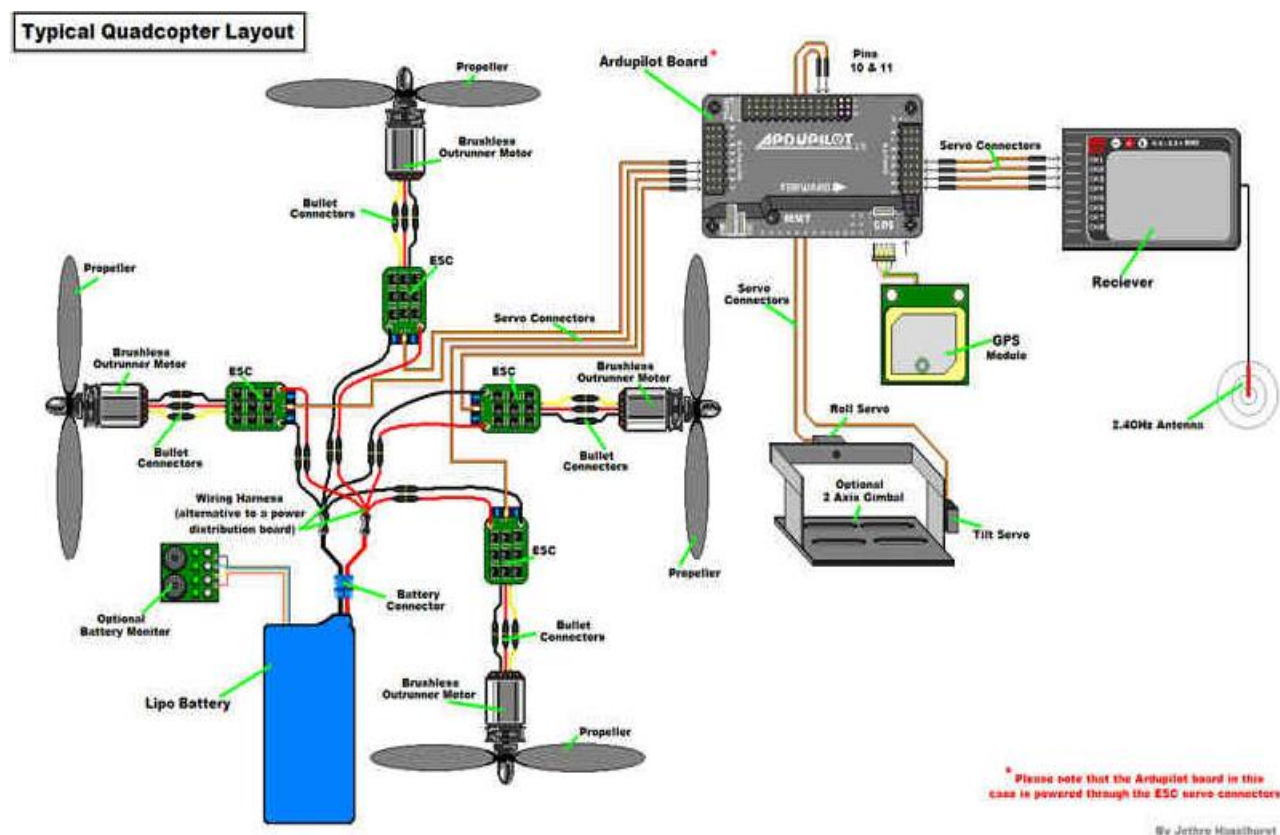 Typical Quadcopter Layout
Propeller
Brushless
Outrunner Motor
Bullet
Connectors
ESC
Ardupilot Board *
Pins
10 & 11
ARDUPILOT
FORWARD
RESET
GPS
Servo Connectors
Reciever
Servo
Connectors
GPS
Module
2.4GHz Antenna
Propeller
Brushless
Outrunner Motor
ESC
Bullet
Connectors
Servo Connectors
ESC
Brushless
Outrunner Motor
Bullet
Connectors
Propeller
Roll Servo
Optional
2 Axis Gimbal
Tilt Servo
Wiring Harness
(alternative to a power
distribution board)
ESC
Optional
Battery Monitor
Battery
Connector
Bullet
Connectors
Lipo Battery
Brushless
Outrunner Motor
Propeller
* Please note that the Ardupilot board in this
case is powered through the ESC servo connectors
By Jethro